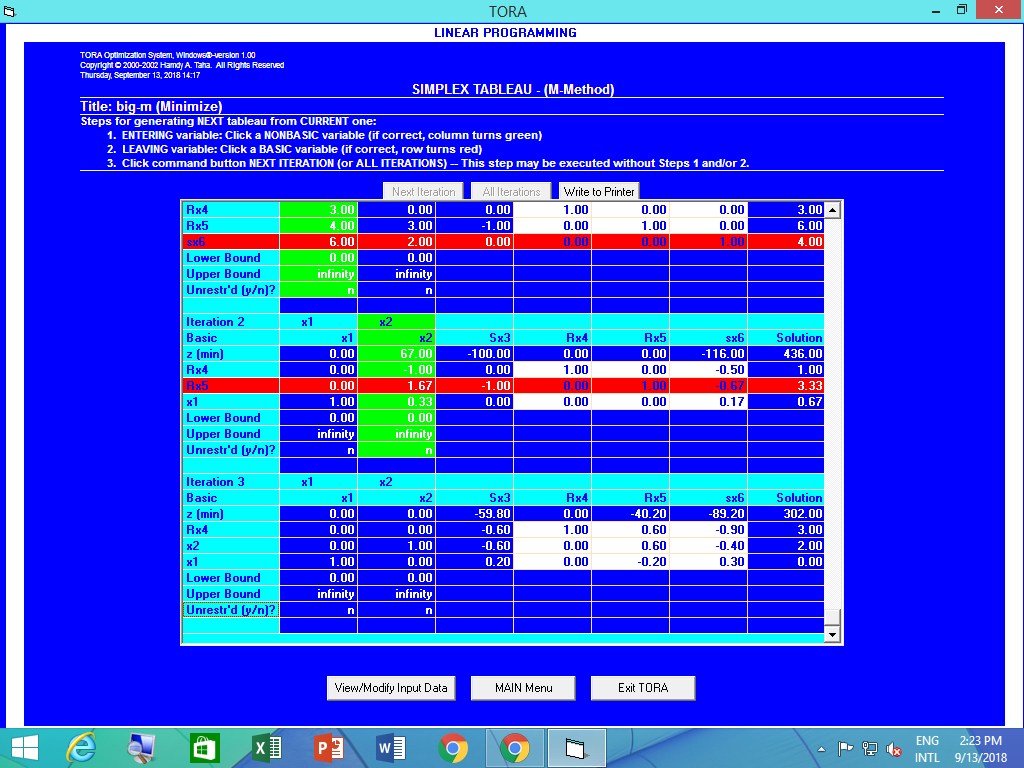 TORA
LINEAR PROGRAMMING
TORA Optimization System, Windows®-version 1.00
Copyright © 2000-2002 Hamdy A. Taha. All Rights Reserved
Thursday, September 13, 2018 14:17
SIMPLEX TABLEAU - (M-Method)
Title: big-m (Minimize)
Steps for generating NEXT tableau from CURRENT one:
1. ENTERING variable: Click a NONBASIC variable (if correct, column turns green)
2. LEAVING variable: Click a BASIC variable (if correct, row turns red)
3. Click command button NEXT ITERATION (or ALL ITERATIONS) -- This step may be executed without Steps 1 and/or 2.
Next Iteration All Iterations Write to Printer
Rx4 3.00 0.00 0.00 1.00 0.00 0.00 3.00
Rx5 4.00 3.00 -1.00 0.00 1.00 0.00 6.00
sx6 6.00 2.00 0.00 0.00 0.00 1.00 4.00
Lower Bound 0.00 0.00
Upper Bound infinity infinity
Unrestr'd (y/n)? n n
Iteration 2 x1 x2
Basic x1 x2 Sx3 Rx4 Rx5 sx6 Solution
z (min) 0.00 67.00 -100.00 0.00 0.00 -116.00 436.00
Rx4 0.00 -1.00 0.00 1.00 0.00 -0.50 1.00
Rx5 0.00 1.67 -1.00 0.00 1.00 -0.67 3.33
x1 1.00 0.33 0.00 0.00 0.00 0.17 0.67
Lower Bound 0.00 0.00
Upper Bound infinity infinity
Unrestr'd (y/n)? n n
Iteration 3 x1 x2
Basic x1 x2 Sx3 Rx4 Rx5 sx6 Solution
z (min) 0.00 0.00 -59.80 0.00 -40.20 -89.20 302.00
Rx4 0.00 0.00 -0.60 1.00 0.60 -0.90 3.00
x2 0.00 1.00 -0.60 0.00 0.60 -0.40 2.00
x1 1.00 0.00 0.20 0.00 -0.20 0.30 0.00
Lower Bound 0.00 0.00
Upper Bound infinity infinity
Unrestr'd (y/n)? n n
View/Modify Input Data MAIN Menu Exit TORA
ENG 2:23 PM
INTL 9/13/2018